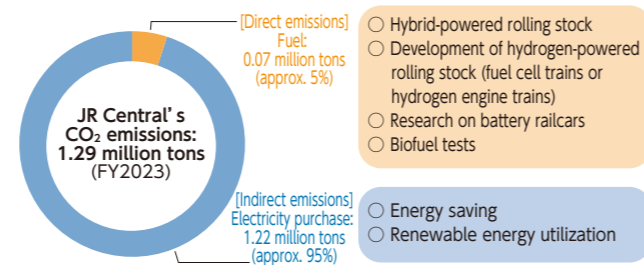 JR Central's
CO₂ emissions:
1.29 million tons
(FY2023)
[Direct emissions]
Fuel:
0.07 million tons
(approx. 5%)
○ Hybrid-powered rolling stock
○ Development of hydrogen-powered
rolling stock (fuel cell trains or
hydrogen engine trains)
○ Research on battery railcars
○ Biofuel tests
[Indirect emissions]
Electricity purchase:
1.22 million tons
(approx. 95%)
○ Energy saving
○ Renewable energy utilization